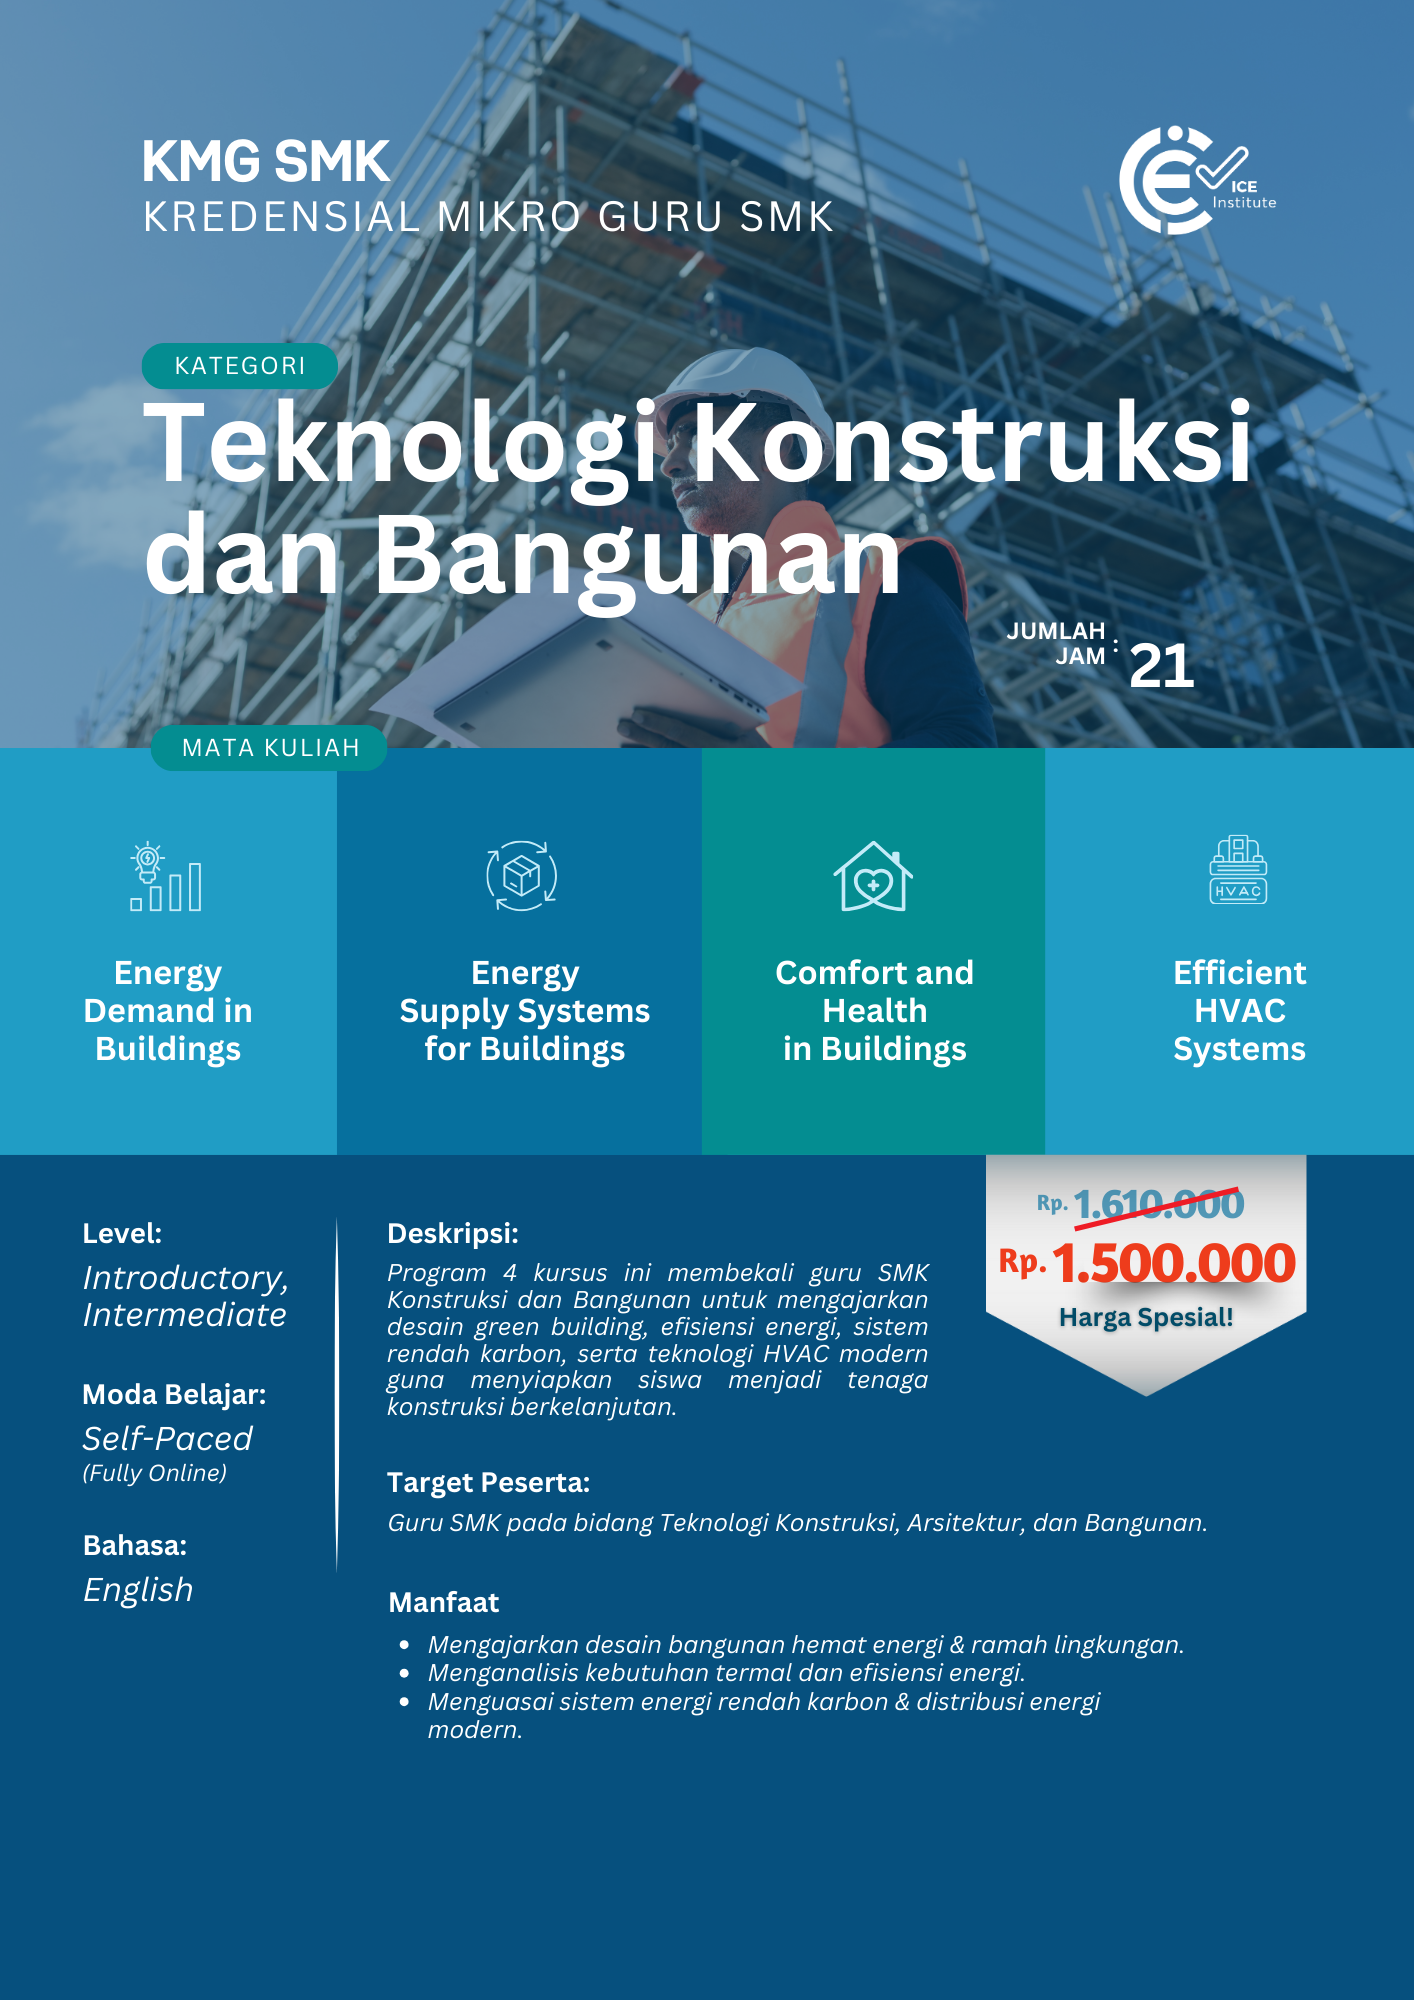 KMG SMK
KREDENSIAL MIKRO GURU SMK
ICE
Institute
KATEGORI
Teknologi Konstruksi
dan Bangunan
JUMLAH
JAM : 21
MATA KULIAH
Energy
Demand in
Buildings
Energy
Supply Systems
for Buildings
Comfort and
Health
in Buildings
HVAC
Efficient
HVAC
Systems
Rp. 1.610.000
Rp. 1.500.000
Harga Spesial!
Level:
Introductory,
Intermediate
Moda Belajar:
Self-Paced
(Fully Online)
Bahasa:
English
Deskripsi:
Program 4 kursus ini membekali guru SMK
Konstruksi dan Bangunan untuk mengajarkan
desain green building, efisiensi energi, sistem
rendah karbon, serta teknologi HVAC modern
guna menyiapkan siswa menjadi tenaga
konstruksi berkelanjutan.
Target Peserta:
Guru SMK pada bidang Teknologi Konstruksi, Arsitektur, dan Bangunan.
Manfaat
• Mengajarkan desain bangunan hemat energi & ramah lingkungan.
• Menganalisis kebutuhan termal dan efisiensi energi.
• Menguasai sistem energi rendah karbon & distribusi energi
modern.